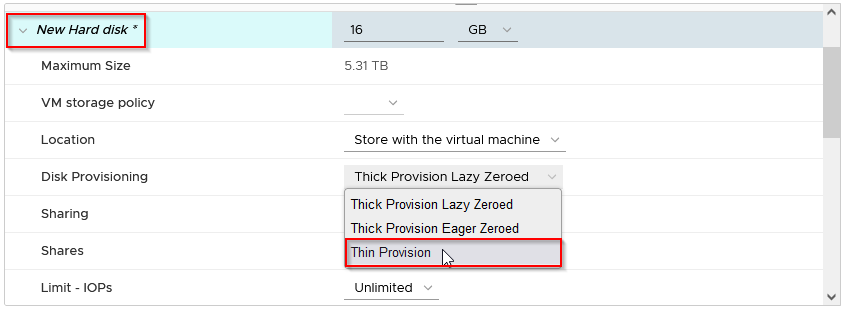 New Hard disk * 16 GB
Maximum Size 5.31 TB
VM storage policy
Location Store with the virtual machine
Disk Provisioning Thick Provision Lazy Zeroed
Thick Provision Lazy Zeroed
Sharing
Thick Provision Eager Zeroed
Shares Thin Provision
Limit - IOPs Unlimited